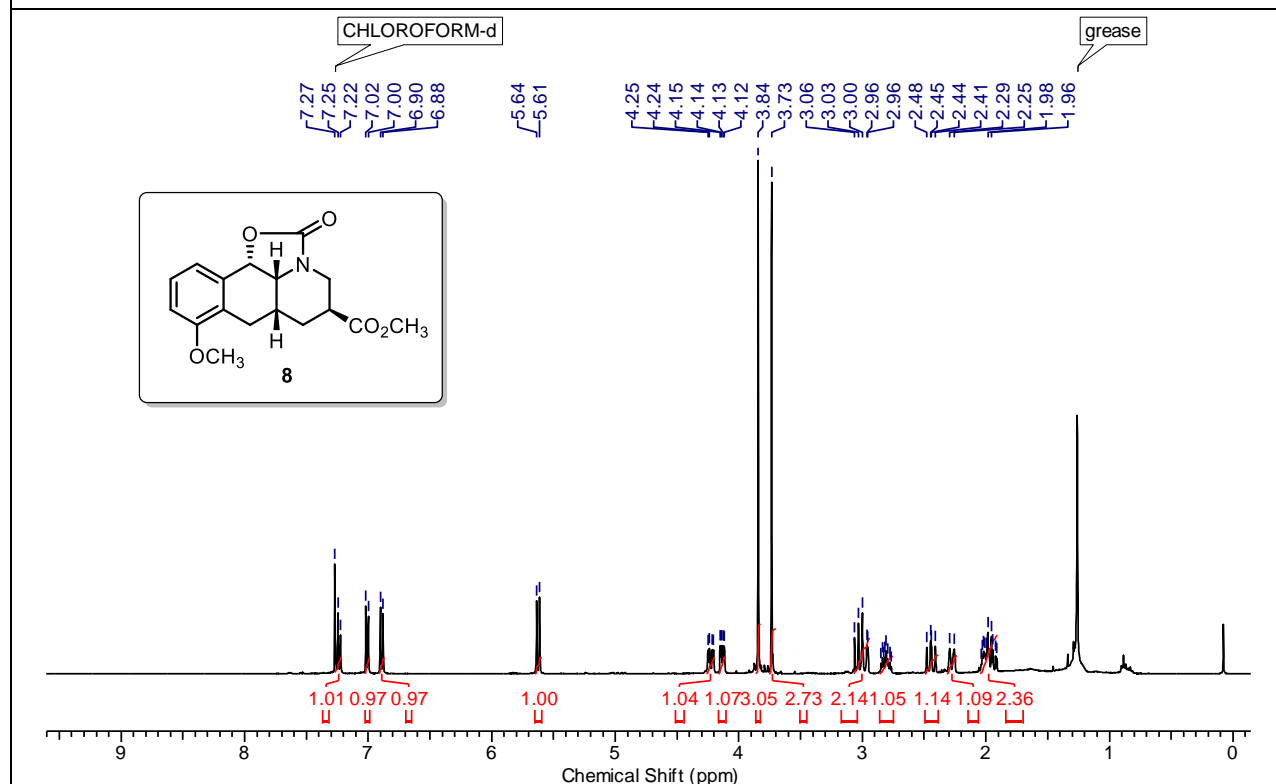 CHLOROFORM-d
grease
7.27 7.25 7.22 7.02 7.00 6.90 6.88 5.64 5.61 4.25 4.24 4.15 4.14 4.13 4.12 3.84 3.73 3.06 3.03 3.00 2.96 2.96 2.48 2.45 2.44 2.41 2.29 2.25 1.98 1.96
O
O
H
N
H
CO2CH3
OCH3
8
1.01 0.97 0.97 1.00 1.04 1.07 3.05 2.73 2.14 1.05 1.14 1.09 2.36
9 8 7 6 5 4 3 2 1 0
Chemical Shift (ppm)